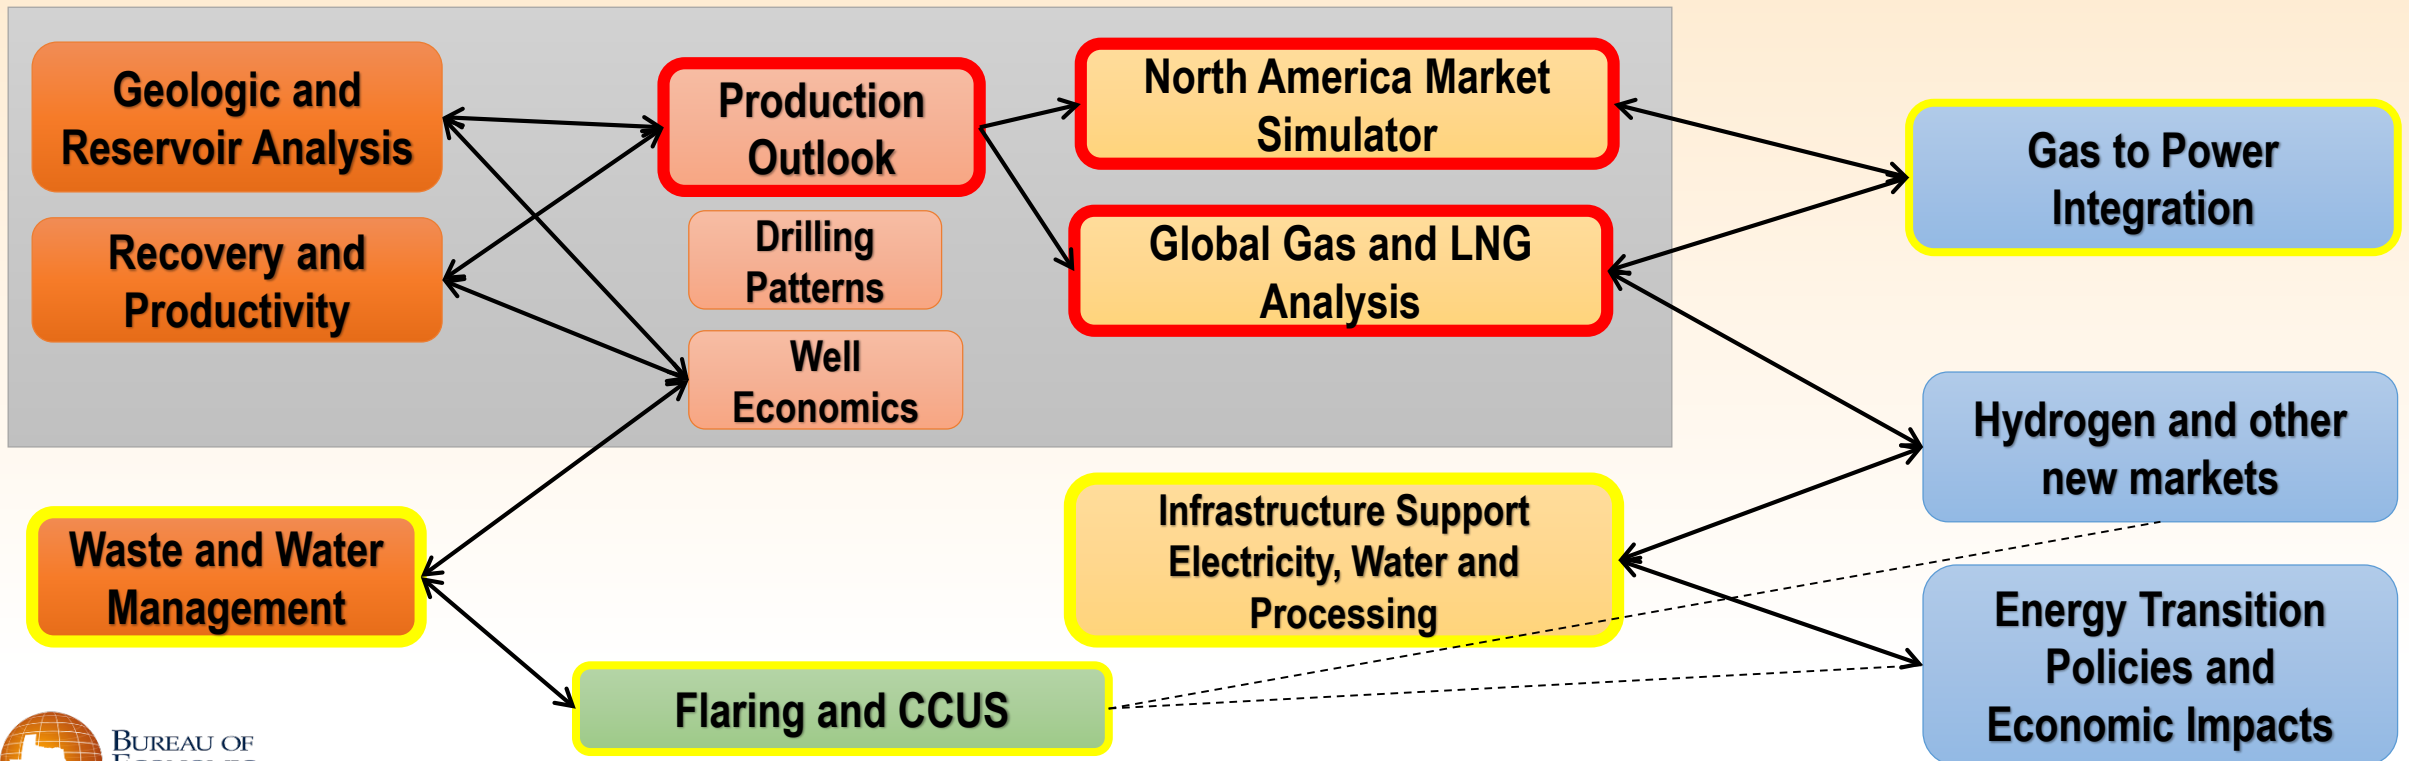 Geologic and
Reservoir Analysis
Production
Outlook
North America Market
Simulator
Gas to Power
Integration
Recovery and
Productivity
Drilling
Patterns
Global Gas and LNG
Analysis
Well
Economics
Hydrogen and other
new markets
Waste and Water
Management
Infrastructure Support
Electricity, Water and
Processing
Energy Transition
Policies and
Economic Impacts
Flaring and CCUS
BUREAU OF